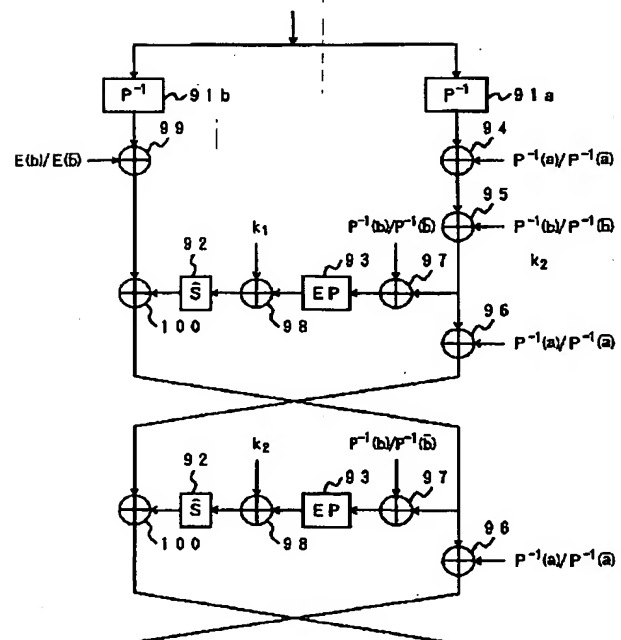 P⁻¹ 91b P⁻¹ 91a
99 94
E(b)/E(b̄) P⁻¹(a)/P⁻¹(ā)
95
k₁ P⁻¹(b)/P⁻¹(b̄) P⁻¹(b)/P⁻¹(b̄)
92 93 97 k₂
Ŝ EP
100 98 96
P⁻¹(a)/P⁻¹(ā)
92 k₂ P⁻¹(b)/P⁻¹(b̄)
93 97
Ŝ EP
100 98 96
P⁻¹(a)/P⁻¹(ā)